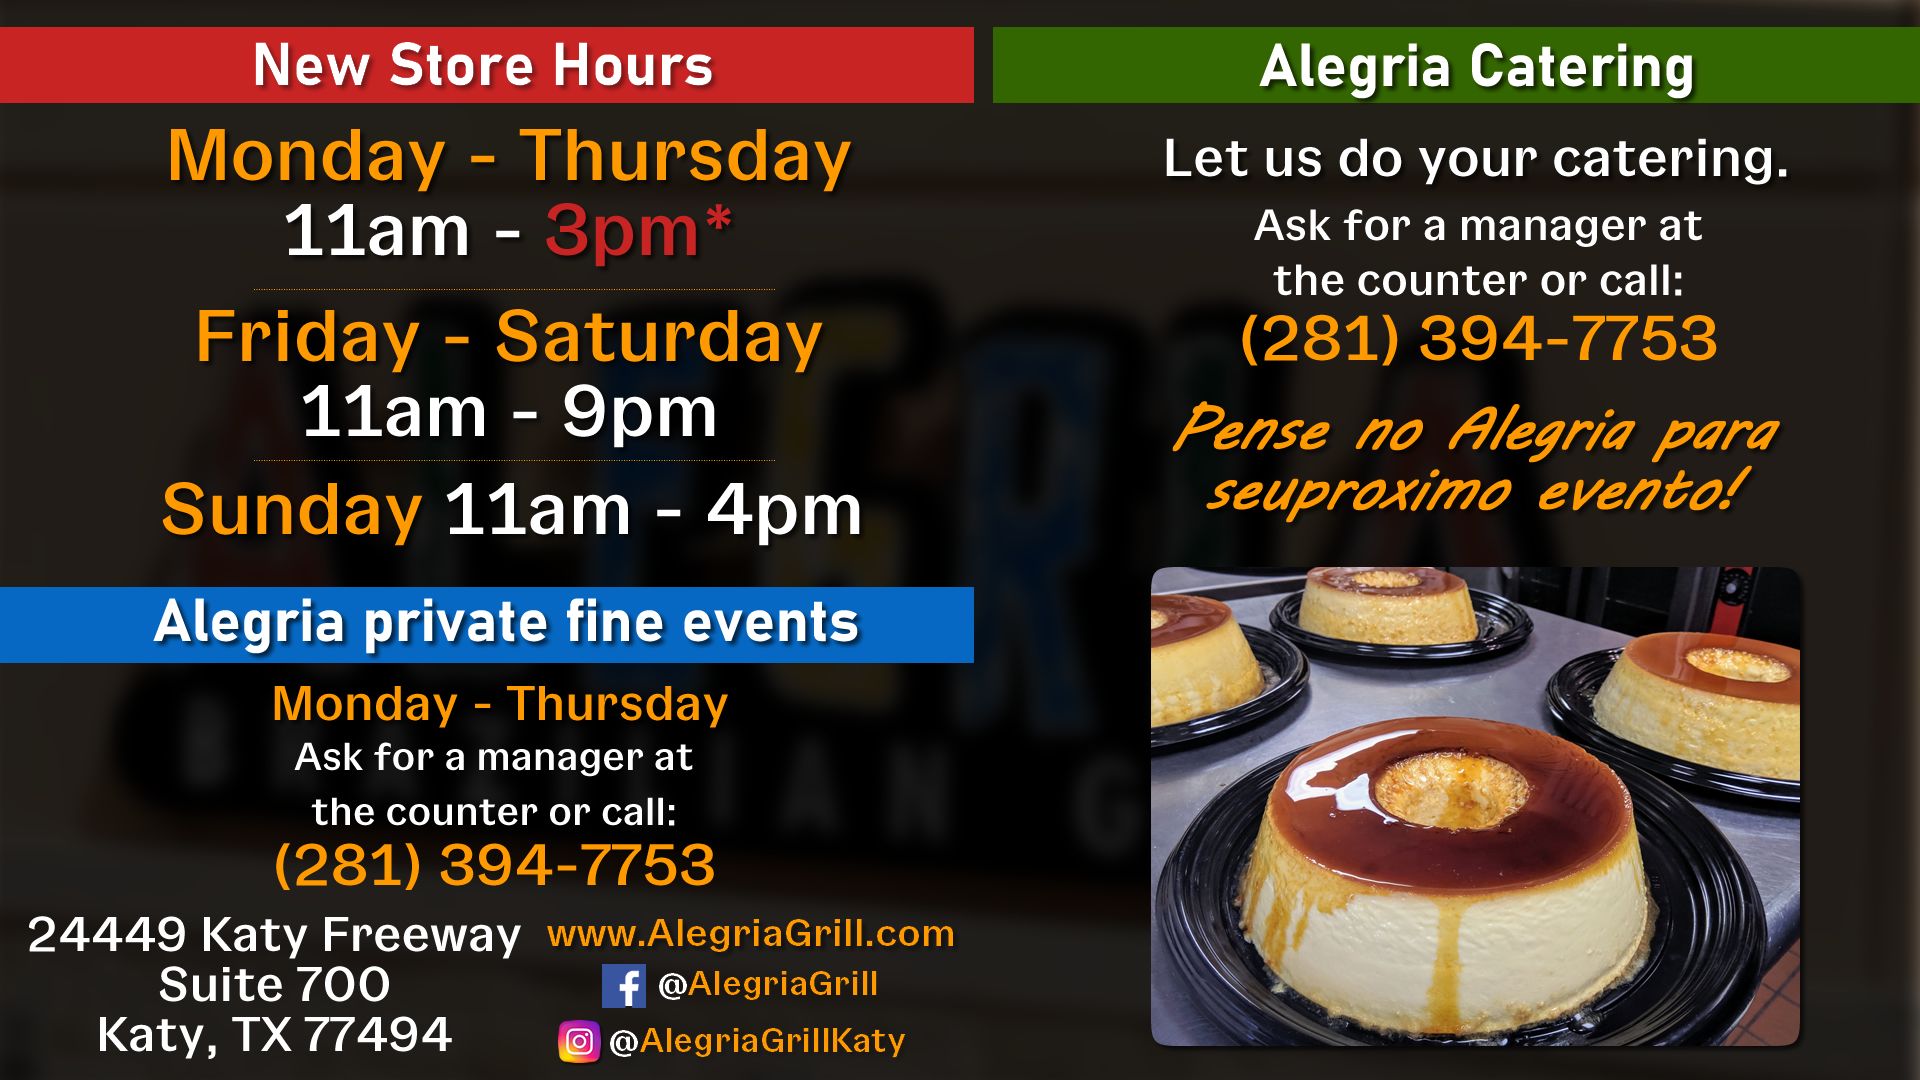 New Store Hours
Monday - Thursday
11am - 3pm*
Friday - Saturday
11am - 9pm
Sunday 11am - 4pm
Alegria private fine events
Monday - Thursday
Ask for a manager at
the counter or call:
(281) 394-7753
24449 Katy Freeway
Suite 700
Katy, TX 77494
www.AlegriaGrill.com
@AlegriaGrill
@AlegriaGrillKaty
Alegria Catering
Let us do your catering.
Ask for a manager at
the counter or call:
(281) 394-7753
Pense no Alegria para
seuproximo evento!